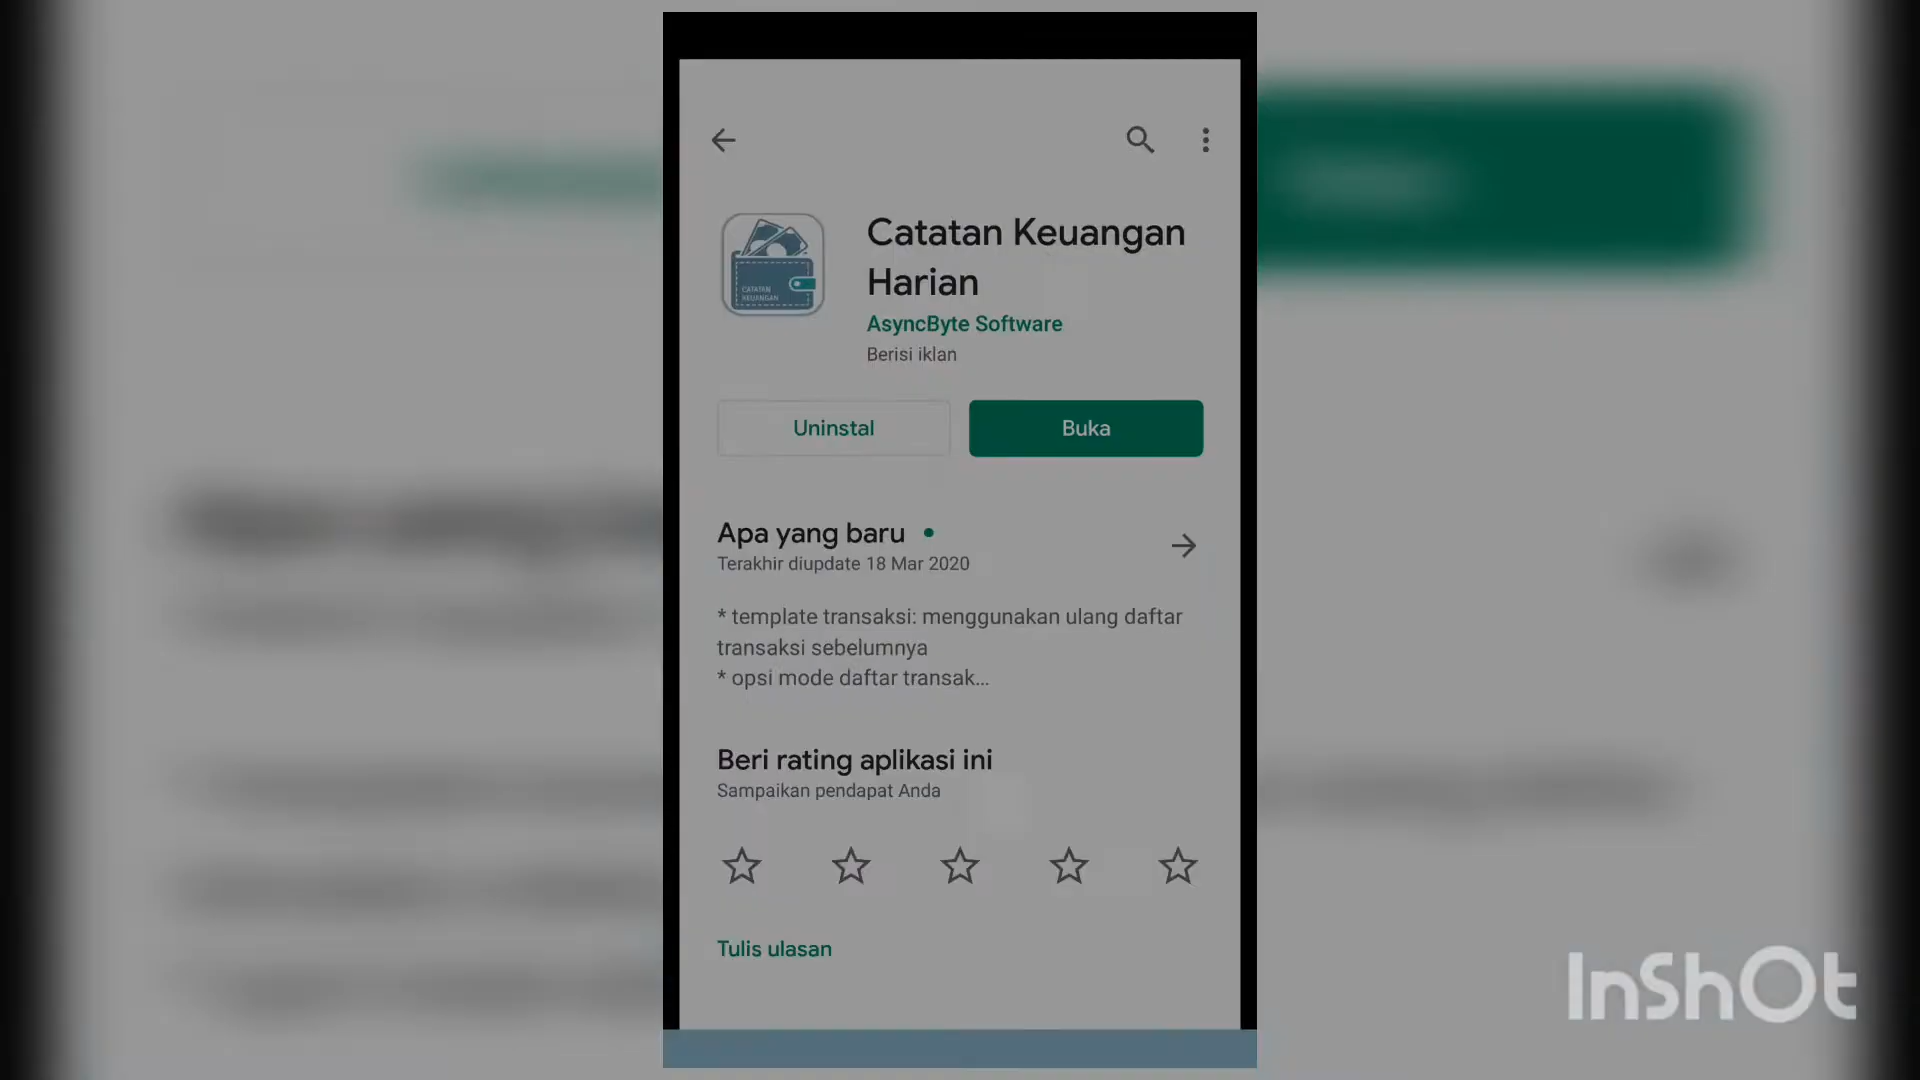 Catatan Keuangan
Harian
CATATAN
KEUANGAN
AsyncByte Software
Berisi iklan
Uninstal
Buka
Apa yang baru
Terakhir diupdate 18 Mar 2020
* template transaksi: menggunakan ulang daftar
transaksi sebelumnya
* opsi mode daftar transak...
Beri rating aplikasi ini
Sampaikan pendapat Anda
Tulis ulasan
InShOt